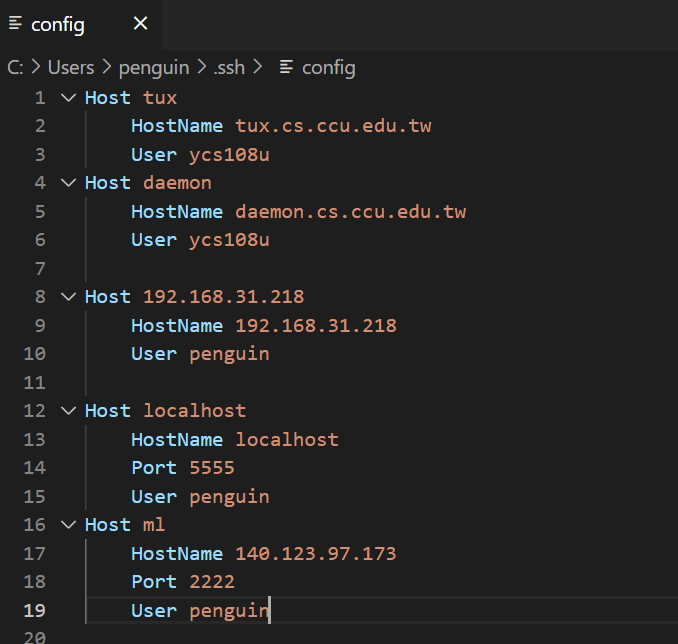 config
C: > Users > penguin > .ssh > config
1 Host tux
2 HostName tux.cs.ccu.edu.tw
3 User ycs108u
4 Host daemon
5 HostName daemon.cs.ccu.edu.tw
6 User ycs108u
7
8 Host 192.168.31.218
9 HostName 192.168.31.218
10 User penguin
11
12 Host localhost
13 HostName localhost
14 Port 5555
15 User penguin
16 Host ml
17 HostName 140.123.97.173
18 Port 2222
19 User penguin
20